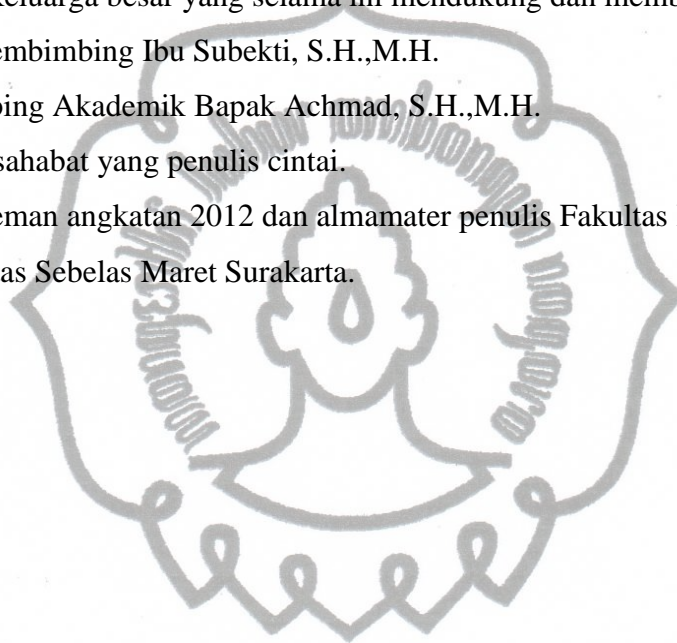 keluarga besar yang selama ini mendukung dan memb
embimbing Ibu Subekti, S.H.,M.H.
bing Akademik Bapak Achmad, S.H.,M.H.
sahabat yang penulis cintai.
eman angkatan 2012 dan almamater penulis Fakultas
as Sebelas Maret Surakarta.